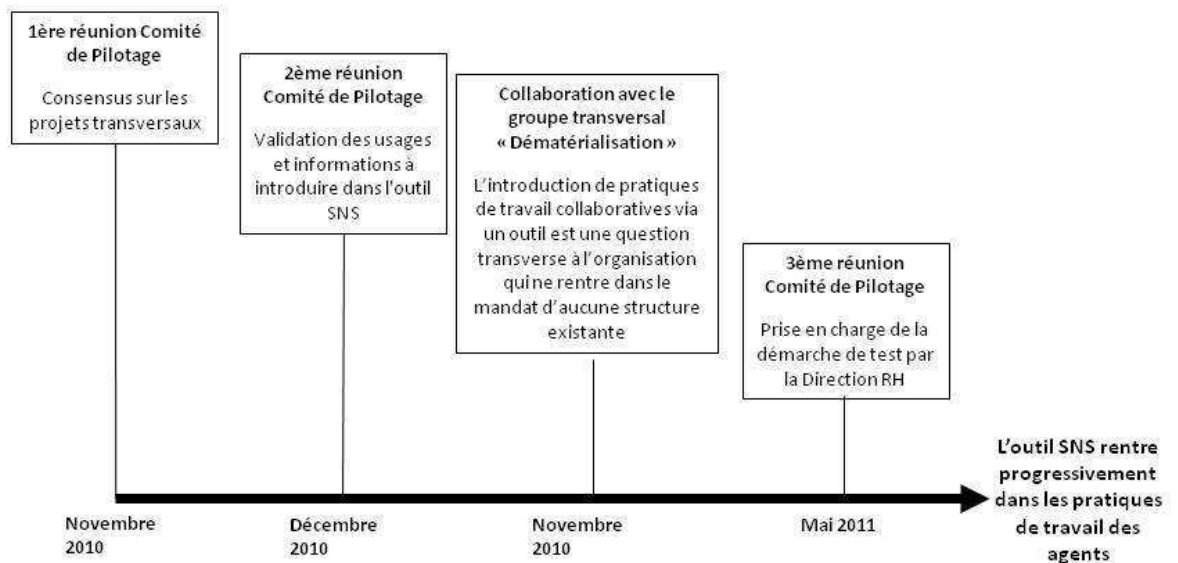 1ère réunion Comité
de Pilotage
Consensus sur les
projets transversaux
2ème réunion
Comité de Pilotage
Validation des usages
et informations à
introduire dans l'outil
SNS
Collaboration avec le
groupe transversal
« Dématérialisation »
L'introduction de pratiques
de travail collaboratives via
un outil est une question
transverse à l'organisation
qui ne rentre dans le
mandat d'aucune structure
existante
3ème réunion
Comité de Pilotage
Prise en charge de la
démarche de test par
la Direction RH
Novembre
2010
Décembre
2010
Novembre
2010
Mai 2011
L'outil SNS rentre
progressivement
dans les pratiques
de travail des
agents